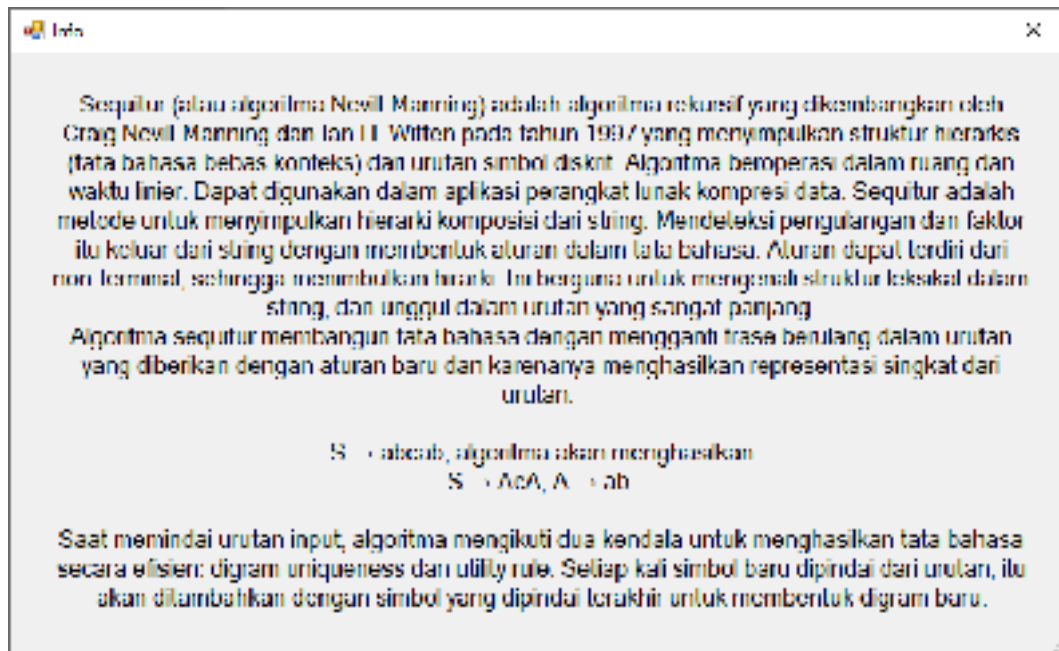 Info
Sequitur (atau algoritma Nevill Manning) adalah algoritma rekursif yang dikembangkan oleh
Craig Nevill Manning dan Ian H. Witten pada tahun 1997 yang menyimpulkan struktur hierarkis
(tata bahasa bebas konteks) dari urutan simbol diskrit. Algoritma beroperasi dalam ruang dan
waktu linier. Dapat digunakan dalam aplikasi perangkat lunak kompresi data. Sequitur adalah
metode untuk menyimpulkan hierarki komposisi dari string. Mendeteksi pengulangan dan faktor
itu keluar dari string dengan membentuk aturan dalam tata bahasa. Aturan dapat terdiri dari
non-terminal, sehingga menimbulkan hirarki. Ini berguna untuk mengenali struktur leksikal dalam
string, dan unggul dalam urutan yang sangat panjang.
Algoritma sequitur membangun tata bahasa dengan mengganti frase berulang dalam urutan
yang diberikan dengan aturan baru dan karenanya menghasilkan representasi singkat dari
urutan.
S → abcab, algoritma akan menghasilkan
S → AcA, A → ab
Saat memindai urutan input, algoritma mengikuti dua kendala untuk menghasilkan tata bahasa
secara efisien: digram uniqueness dan utility rule. Setiap kali simbol baru dipindai dari urutan, itu
akan ditambahkan dengan simbol yang dipindai terakhir untuk membentuk digram baru.